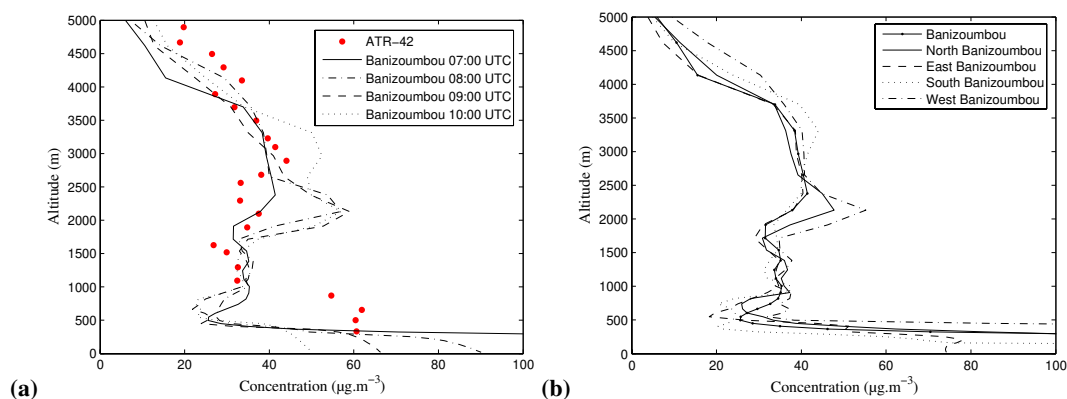 5000
4500
4000
3500
3000
2500
2000
1500
1000
500
0
Altitude (m)
0 20 40 60 80 100
Concentration (µg.m−3)
ATR−42
Banizoumbou 07:00 UTC
Banizoumbou 08:00 UTC
Banizoumbou 09:00 UTC
Banizoumbou 10:00 UTC
(a)
5000
4500
4000
3500
3000
2500
2000
1500
1000
500
0
Altitude (m)
0 20 40 60 80 100
Concentration (µg.m−3)
Banizoumbou
North Banizoumbou
East Banizoumbou
South Banizoumbou
West Banizoumbou
(b)